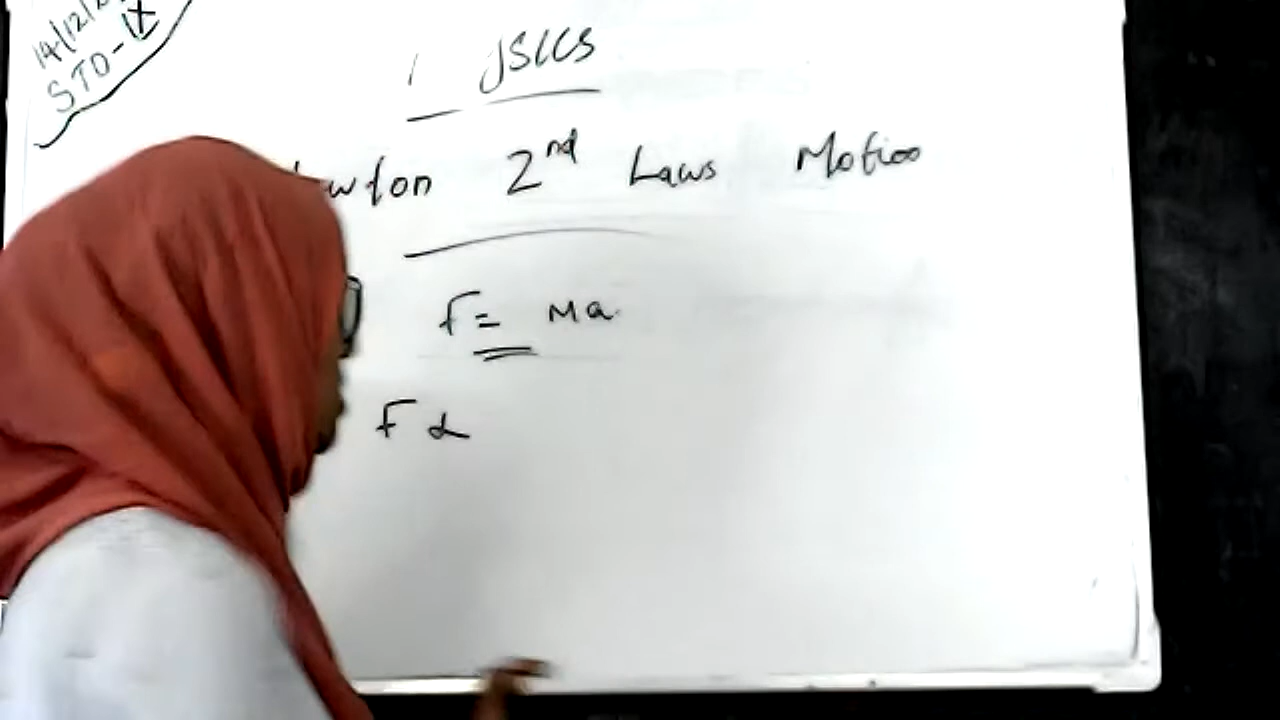 14/12/2
STD-IX
JSICS
wton 2nd Laws Motion
f = Ma
F α